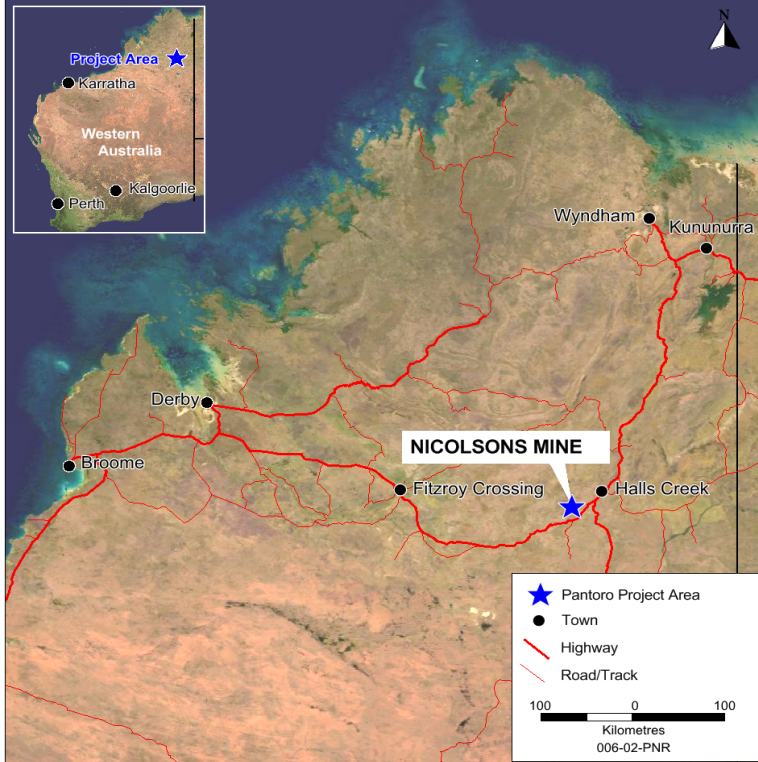 N
Project Area
Karratha
Western
Australia
Kalgoorlie
Perth
Wyndham
Kununurra
Derby
NICOLSONS MINE
Broome
Fitzroy Crossing
Halls Creek
Pantoro Project Area
Town
Highway
Road/Track
100 0 100
Kilometres
006-02-PNR